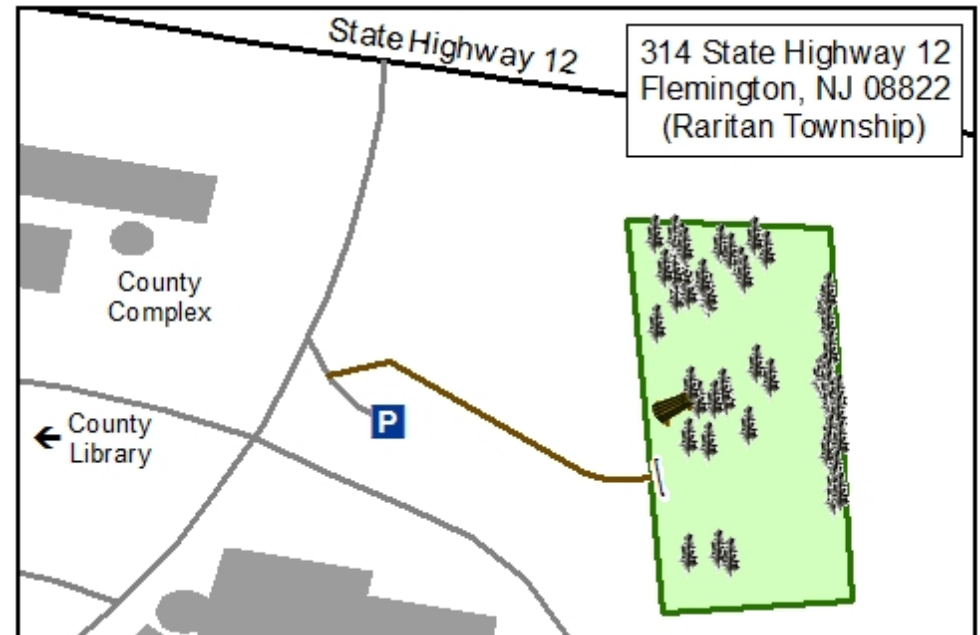 State Highway 12
314 State Highway 12
Flemington, NJ 08822
(Raritan Township)
County
Complex
County
Library
P